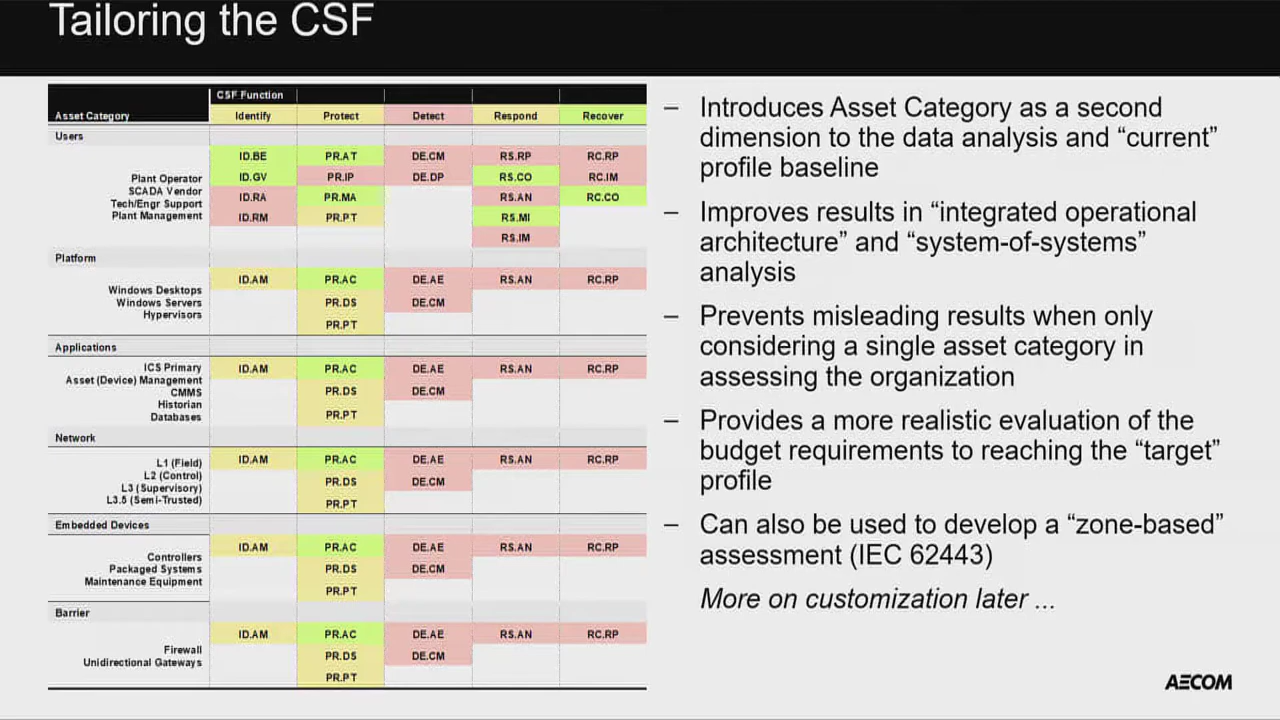 Tailoring the CSF
CSF Function
Asset Category Identify Protect Detect Respond Recover
Users
ID.BE PR.AT DE.CM RS.RP RC.RP
Plant Operator ID.GV PR.IP DE.DP RS.CO RC.IM
SCADA Vendor ID.RA PR.MA RS.AN RC.CO
Tech/Engr Support
Plant Management ID.RM PR.PT RS.MI
RS.IM
Platform
ID.AM PR.AC DE.AE RS.AN RC.RP
Windows Desktops
Windows Servers PR.DS DE.CM
Hypervisors
PR.PT
Applications
ICS Primary ID.AM PR.AC DE.AE RS.AN RC.RP
Asset (Device) Management
CMMS PR.DS DE.CM
Historian
Databases PR.PT
Network
L1 (Field) ID.AM PR.AC DE.AE RS.AN RC.RP
L2 (Control)
L3 (Supervisory) PR.DS DE.CM
L3.5 (Semi-Trusted) PR.PT
Embedded Devices
ID.AM PR.AC DE.AE RS.AN RC.RP
Controllers
Packaged Systems PR.DS DE.CM
Maintenance Equipment
PR.PT
Barrier
ID.AM PR.AC DE.AE RS.AN RC.RP
Firewall
Unidirectional Gateways PR.DS DE.CM
PR.PT
– Introduces Asset Category as a second
dimension to the data analysis and “current”
profile baseline
– Improves results in “integrated operational
architecture” and “system-of-systems”
analysis
– Prevents misleading results when only
considering a single asset category in
assessing the organization
– Provides a more realistic evaluation of the
budget requirements to reaching the “target”
profile
– Can also be used to develop a “zone-based”
assessment (IEC 62443)
More on customization later ...
AECOM